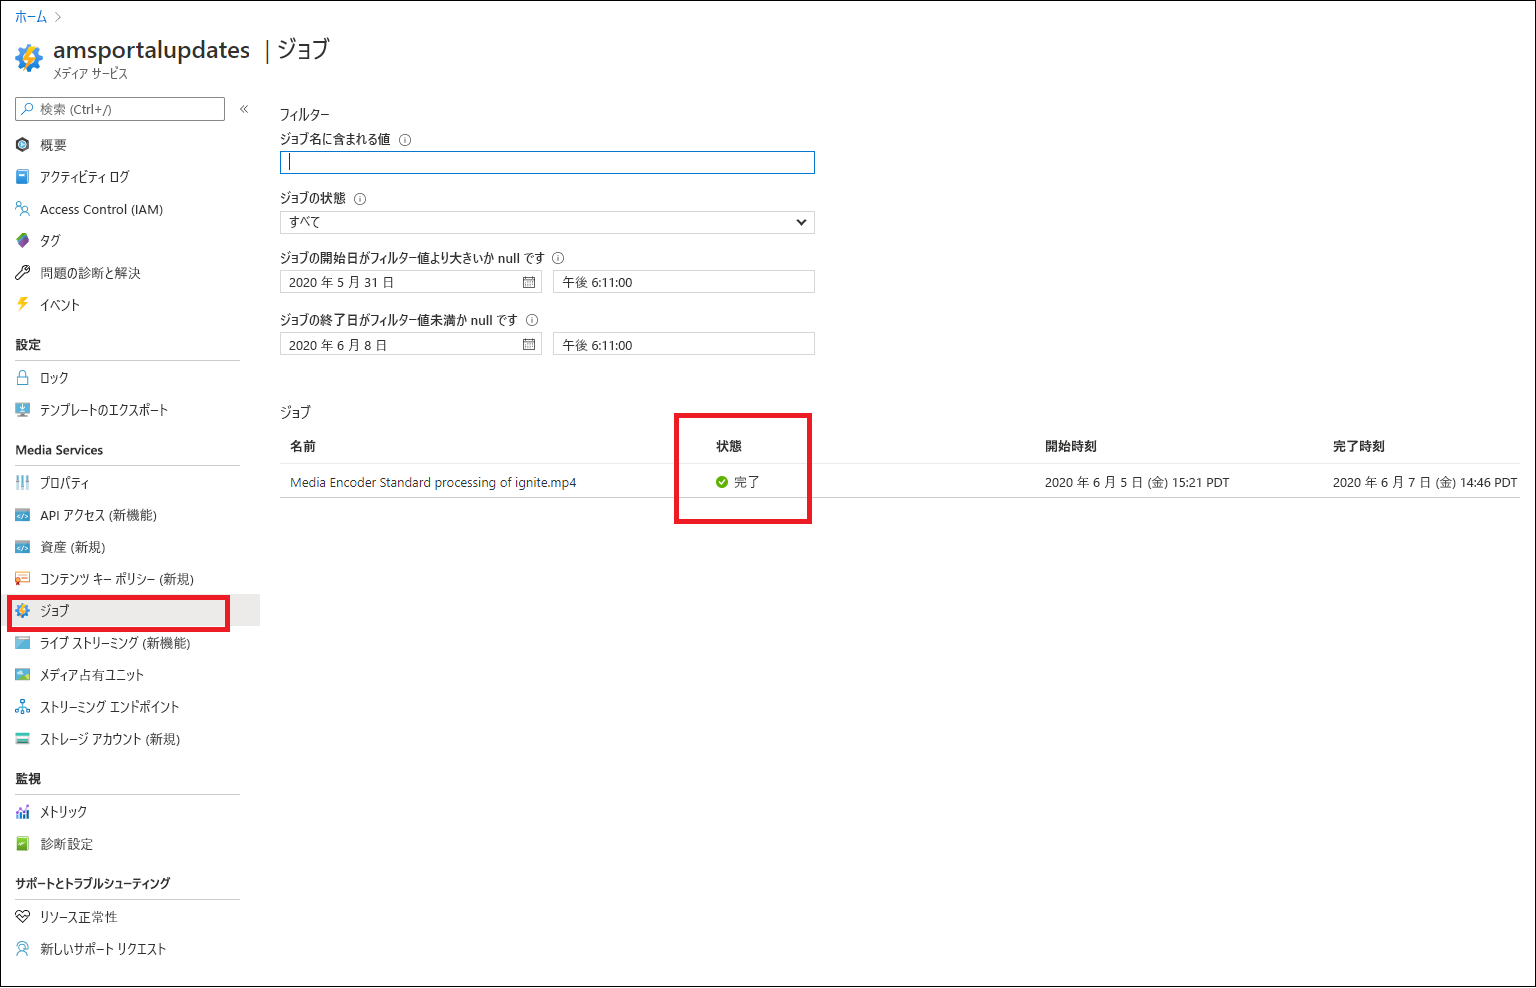 ホーム >
amsportalupdates | ジョブ
メディア サービス
検索 (Ctrl+/)
«
概要
アクティビティ ログ
Access Control (IAM)
タグ
問題の診断と解決
イベント
設定
ロック
テンプレートのエクスポート
Media Services
プロパティ
API アクセス (新機能)
資産 (新規)
コンテンツ キー ポリシー (新規)
ジョブ
ライブ ストリーミング (新機能)
メディア占有ユニット
ストリーミング エンドポイント
ストレージ アカウント (新規)
監視
メトリック
診断設定
サポートとトラブルシューティング
リソース正常性
新しいサポート リクエスト
フィルター
ジョブ名に含まれる値
ジョブの状態
すべて
ジョブの開始日がフィルター値より大きいか null です
2020 年 5 月 31 日 午後 6:11:00
ジョブの終了日がフィルター値未満か null です
2020 年 6 月 8 日 午後 6:11:00
ジョブ
名前 状態 開始時刻 完了時刻
Media Encoder Standard processing of ignite.mp4 完了 2020 年 6 月 5 日 (金) 15:21 PDT 2020 年 6 月 7 日 (金) 14:46 PDT